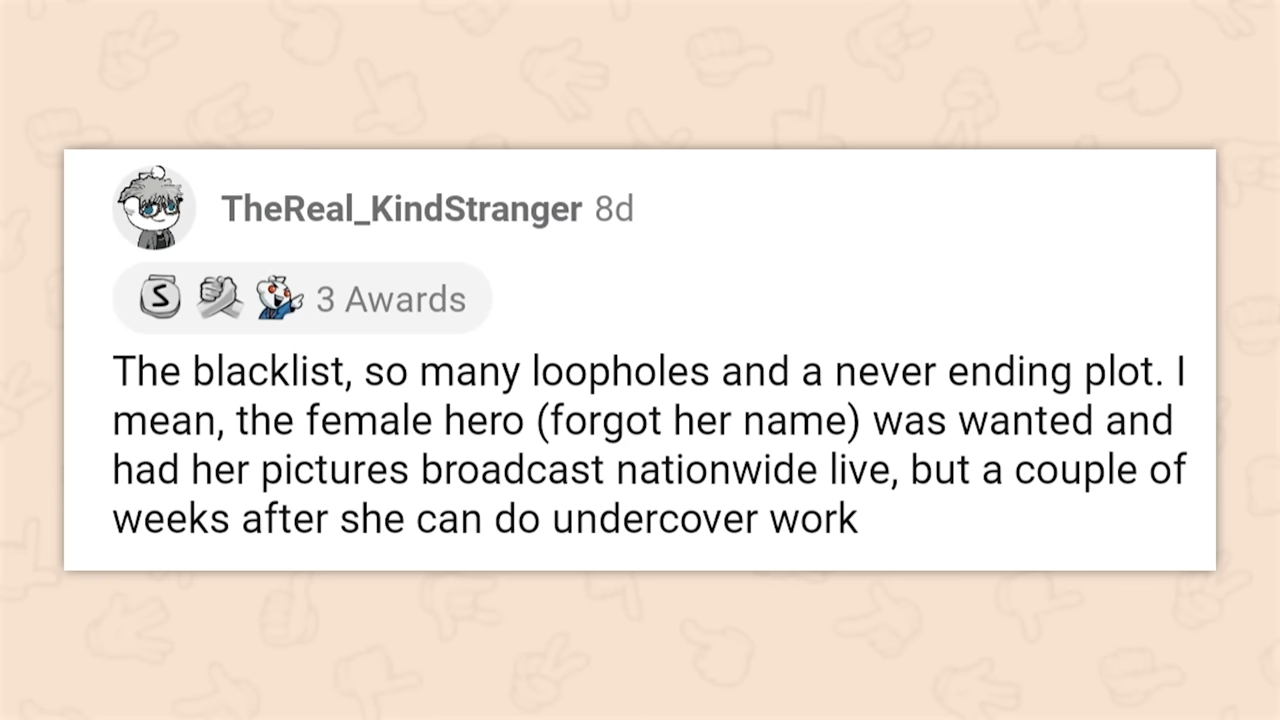 TheReal_KindStranger 8d
S 3 Awards
The blacklist, so many loopholes and a never ending plot. I
mean, the female hero (forgot her name) was wanted and
had her pictures broadcast nationwide live, but a couple of
weeks after she can do undercover work